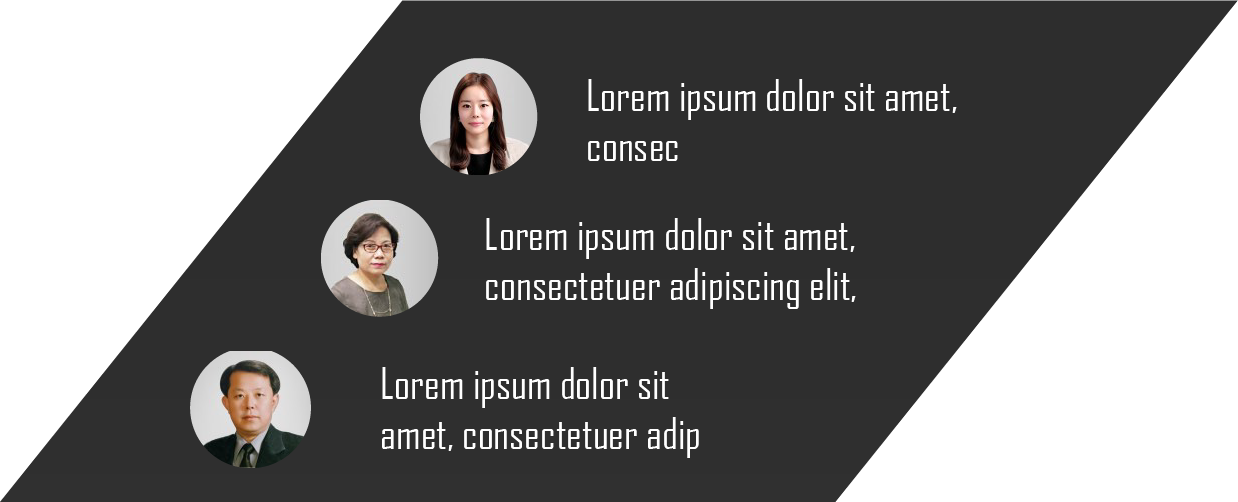 Lorem ipsum dolor sit amet,
consec
Lorem ipsum dolor sit amet,
consectetuer adipiscing elit,
Lorem ipsum dolor sit
amet, consectetuer adip